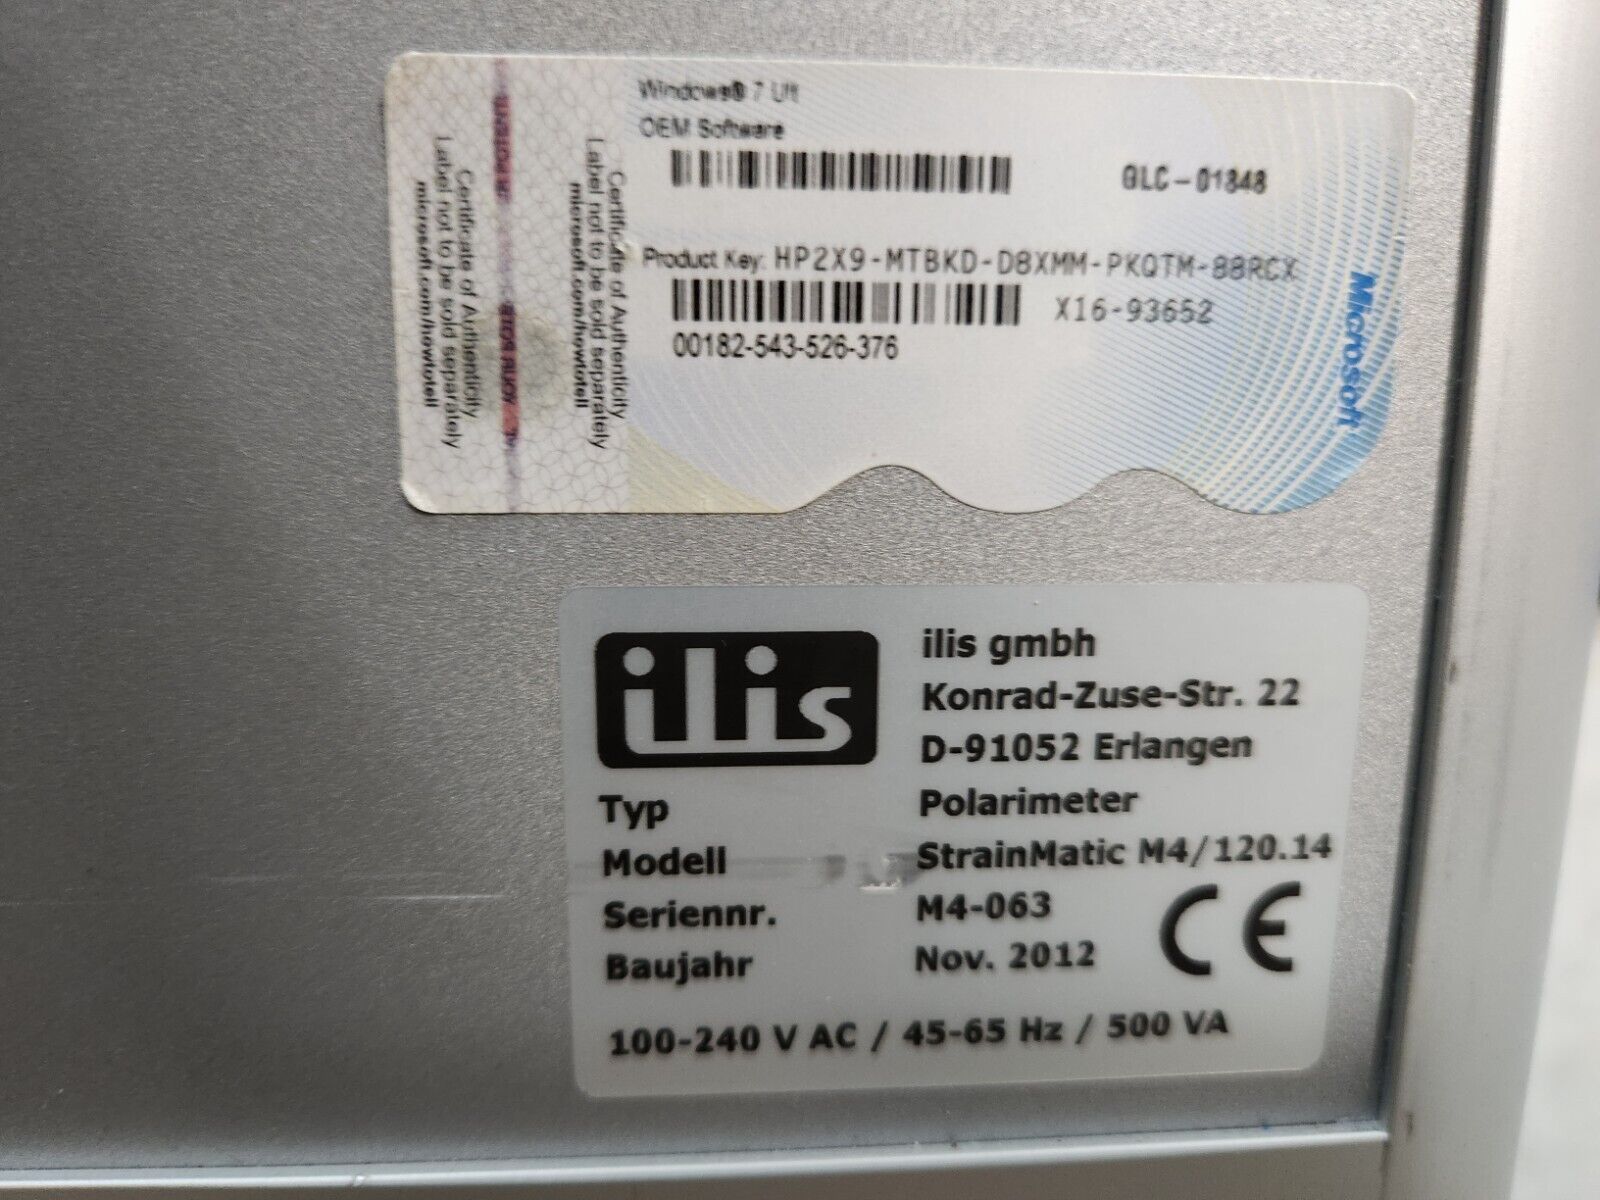 Windows® 7 Ult
OEM Software
GLC-01848
Product Key: HP2X9-MTBKD-D8XMM-PKQTM-88RCX
X16-93652
00182-543-526-376
Certificate of Authenticity
Label not to be sold separately
microsoft.com/howtotell
Certificate of Authenticity
Label not to be sold separately
microsoft.com/howtotell
Microsoft
ilis
ilis gmbh
Konrad-Zuse-Str. 22
D-91052 Erlangen
Typ Polarimeter
Modell StrainMatic M4/120.14
Seriennr. M4-063
Baujahr Nov. 2012
CE
100-240 V AC / 45-65 Hz / 500 VA